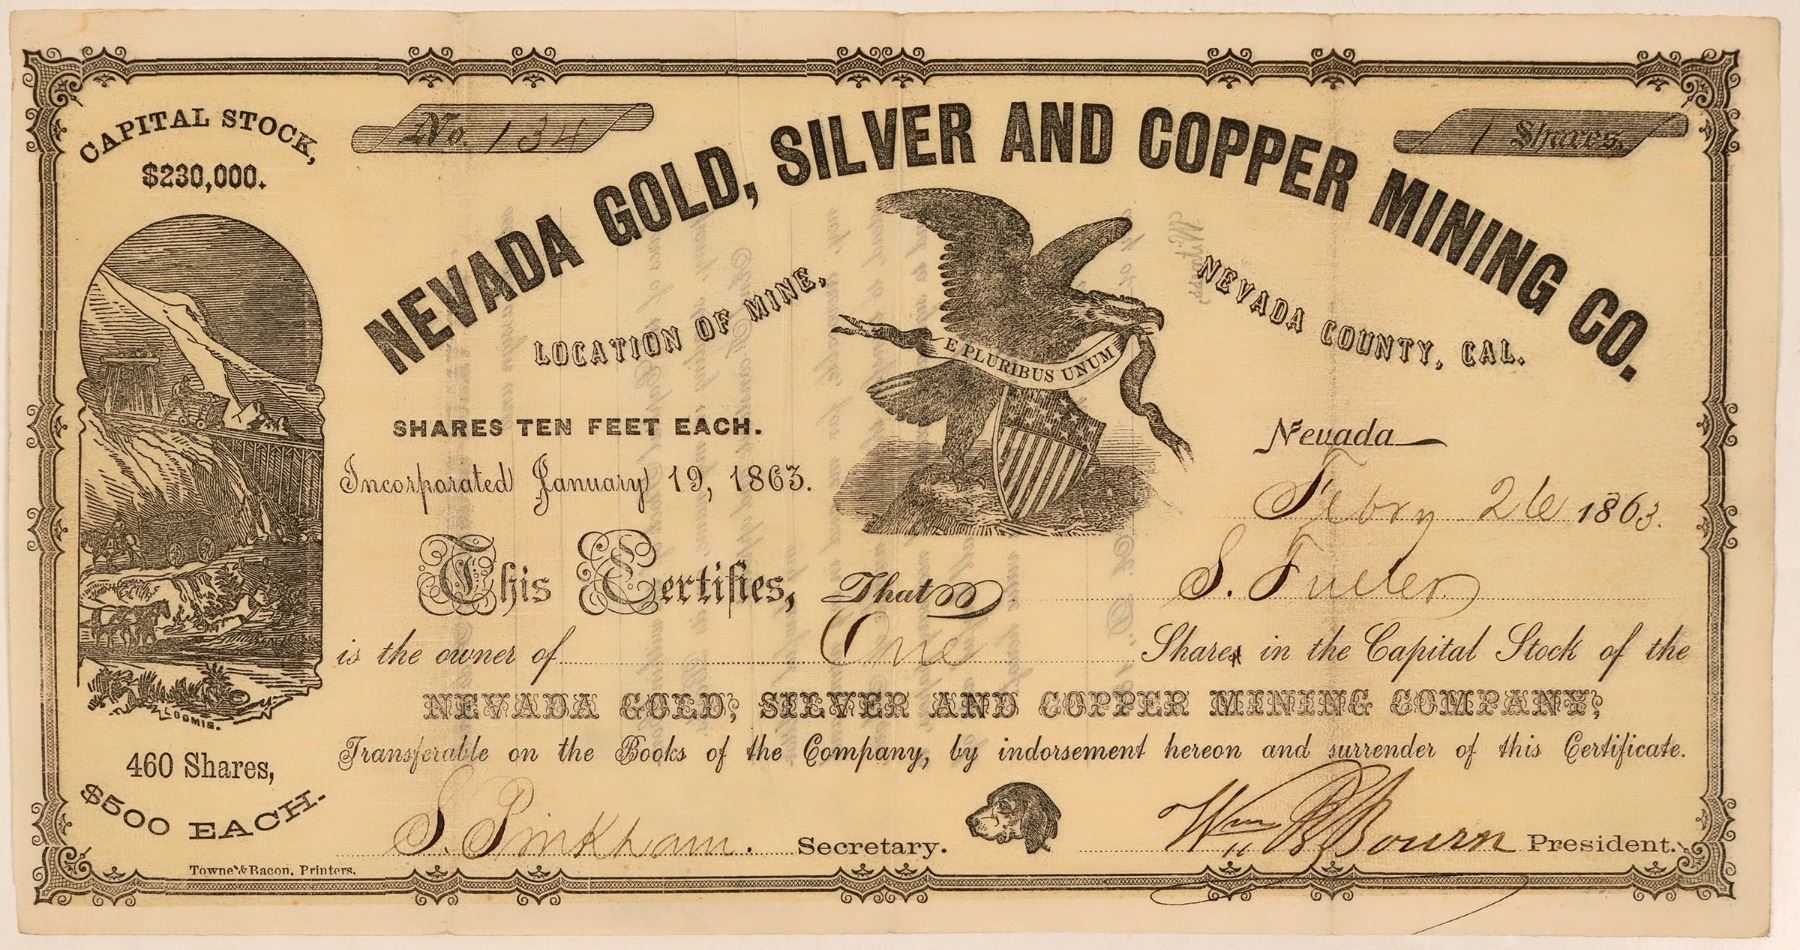 CAPITAL STOCK,
$230,000.
No. 134
1 Shares.
NEVADA GOLD, SILVER AND COPPER MINING CO.
LOCATION OF MINE,
NEVADA COUNTY, CAL.
E PLURIBUS UNUM
SHARES TEN FEET EACH.
Nevada
Incorporated January 19, 1863.
Febry 26 1863.
This Certifies, That S. Fueler
is the owner of One Shares in the Capital Stock of the
NEVADA GOLD, SILVER AND COPPER MINING COMPANY,
Transferable on the Books of the Company, by indorsement hereon and surrender of this Certificate.
LOOMIS.
460 Shares,
$500 EACH.
S. Pinkham. Secretary.
Wm B Bourn President.
Towne & Bacon, Printers.